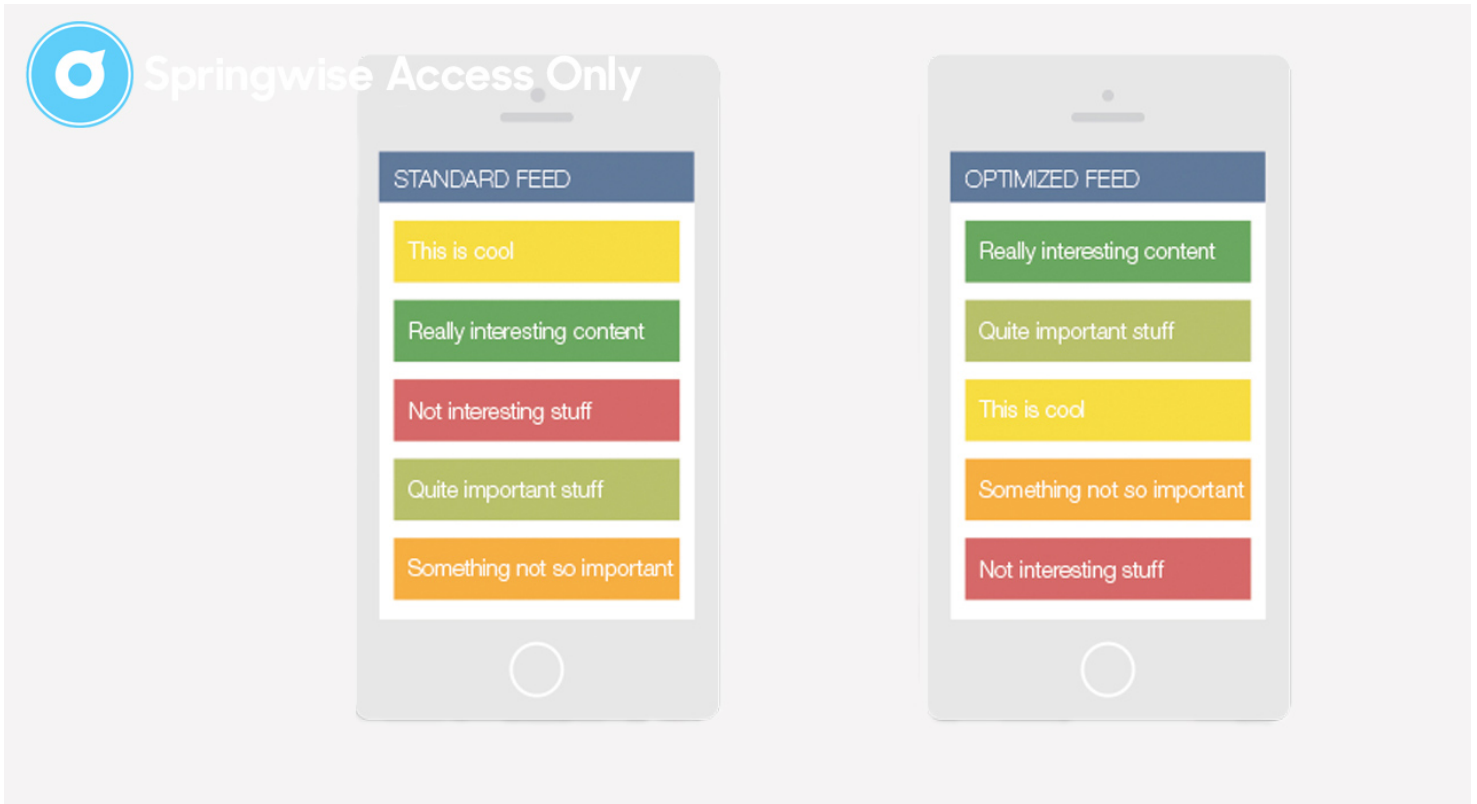 Springwise Access Only
STANDARD FEED
This is cool
Really interesting content
Not interesting stuff
Quite important stuff
Something not so important
OPTIMIZED FEED
Really interesting content
Quite important stuff
This is cool
Something not so important
Not interesting stuff